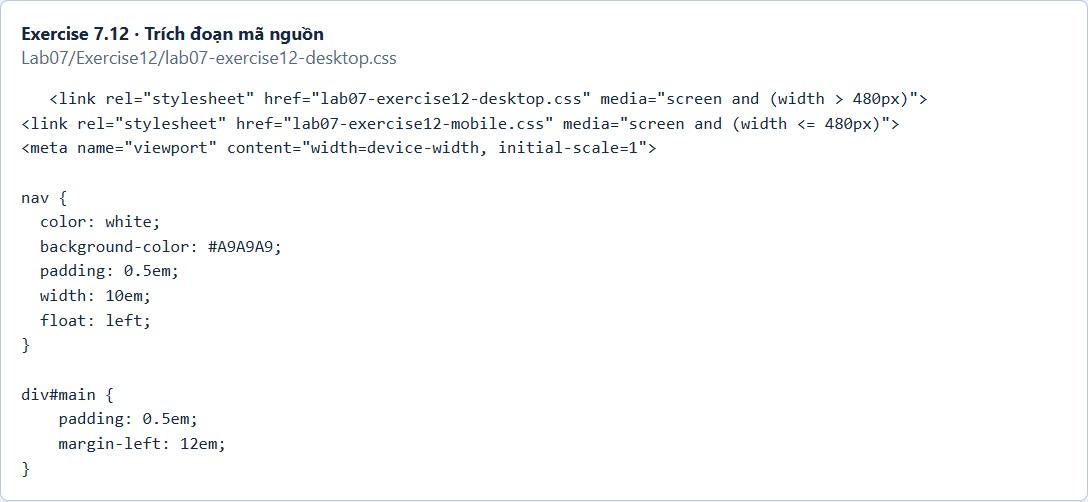 Exercise 7.12 · Trích đoạn mã nguồn
Lab07/Exercise12/lab07-exercise12-desktop.css
   <link rel="stylesheet" href="lab07-exercise12-desktop.css" media="screen and (width > 480px)">
<link rel="stylesheet" href="lab07-exercise12-mobile.css" media="screen and (width <= 480px)">
<meta name="viewport" content="width=device-width, initial-scale=1">

nav {
  color: white;
  background-color: #A9A9A9;
  padding: 0.5em;
  width: 10em;
  float: left;
}

div#main {
    padding: 0.5em;
    margin-left: 12em;
}